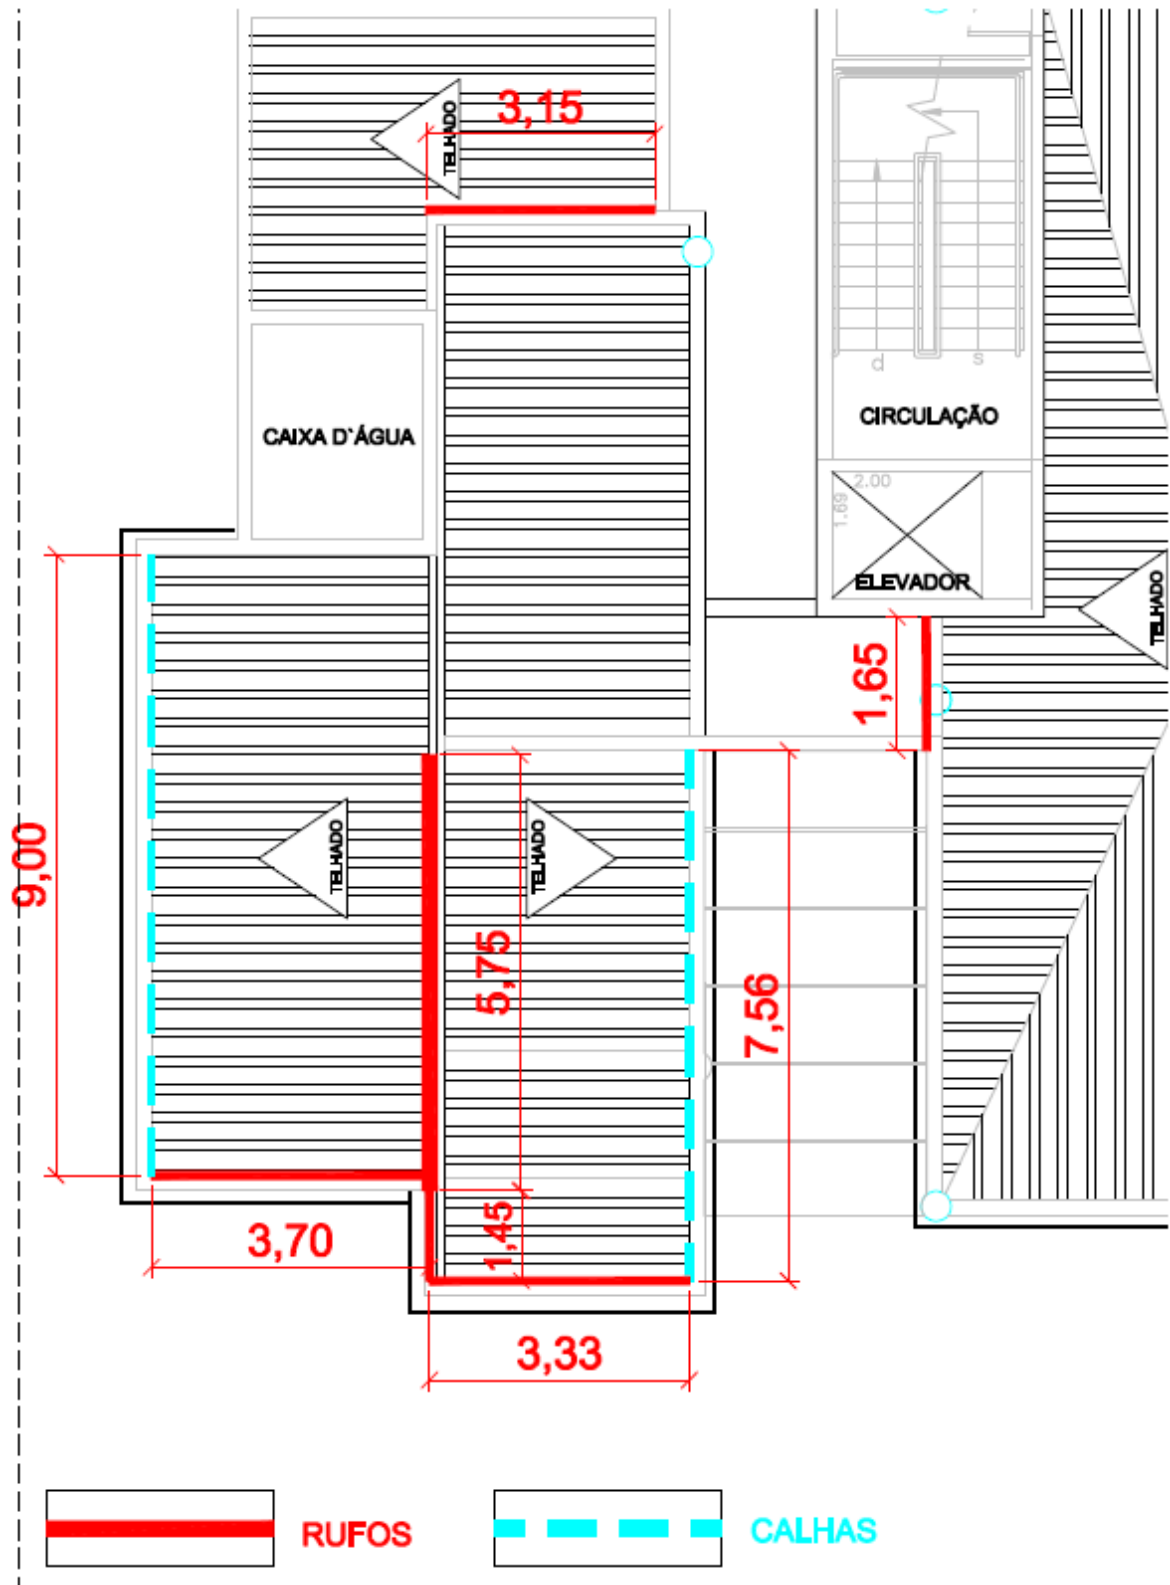 3,15
TELHADO
d
s
CIRCULAÇÃO
CAIXA D`ÁGUA
2.00
1.69
ELEVADOR
TELHADO
1,65
9,00
TELHADO
TELHADO
5,75
7,56
1,45
3,70
3,33
RUFOS
CALHAS